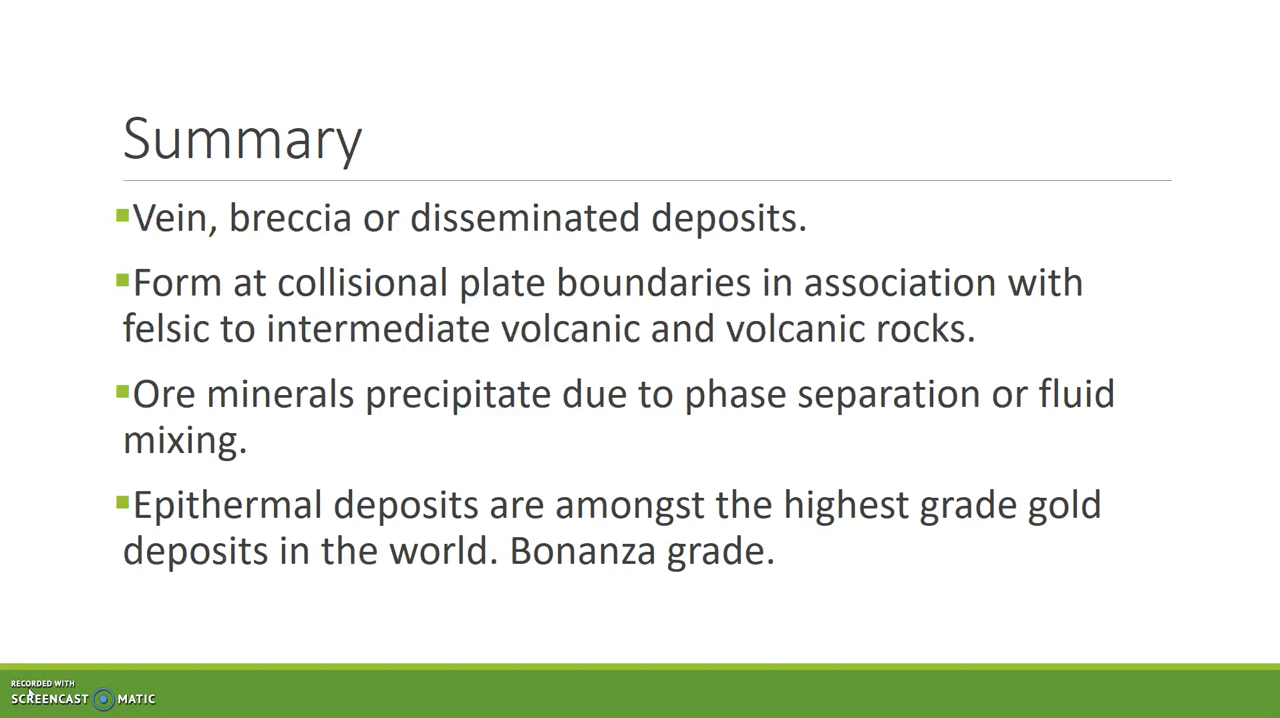 Summary
▪Vein, breccia or disseminated deposits.
▪Form at collisional plate boundaries in association with
felsic to intermediate volcanic and volcanic rocks.
▪Ore minerals precipitate due to phase separation or fluid
mixing.
▪Epithermal deposits are amongst the highest grade gold
deposits in the world. Bonanza grade.
RECORDED WITH
SCREENCAST MATIC